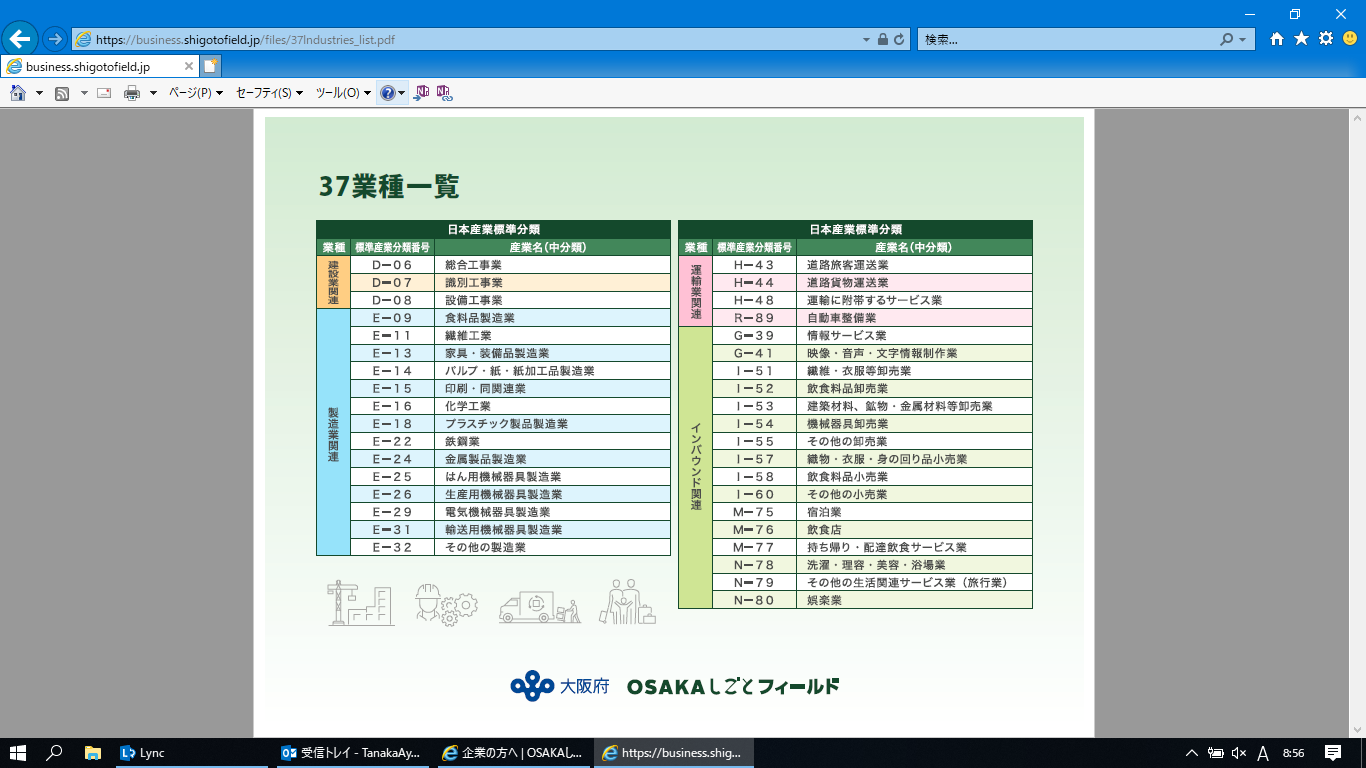 https://business.shigotofield.jp/files/37Industries_list.pdf
検索...
business.shigotofield.jp
ページ(P)
セーフティ(S)
ツール(O)
37業種一覧
日本産業標準分類
業種 標準産業分類番号 産業名(中分類)
建設業関連
D－06 総合工事業
D－07 識別工事業
D－08 設備工事業
製造業関連
E－09 食料品製造業
E－11 繊維工業
E－13 家具・装備品製造業
E－14 パルプ・紙・紙加工品製造業
E－15 印刷・同関連業
E－16 化学工業
E－18 プラスチック製品製造業
E－22 鉄鋼業
E－24 金属製品製造業
E－25 はん用機械器具製造業
E－26 生産用機械器具製造業
E－29 電気機械器具製造業
E－31 輸送用機械器具製造業
E－32 その他の製造業
日本産業標準分類
業種 標準産業分類番号 産業名(中分類)
運輸業関連
H－43 道路旅客運送業
H－44 道路貨物運送業
H－48 運輸に附帯するサービス業
R－89 自動車整備業
インバウンド関連
G－39 情報サービス業
G－41 映像・音声・文字情報制作業
I－51 繊維・衣服等卸売業
I－52 飲食料品卸売業
I－53 建築材料、鉱物・金属材料等卸売業
I－54 機械器具卸売業
I－55 その他の卸売業
I－57 織物・衣服・身の回り品小売業
I－58 飲食料品小売業
I－60 その他の小売業
M－75 宿泊業
M－76 飲食店
M－77 持ち帰り・配達飲食サービス業
N－78 洗濯・理容・美容・浴場業
N－79 その他の生活関連サービス業（旅行業）
N－80 娯楽業
大阪府 OSAKAしごとフィールド
Lync
受信トレイ - TanakaAy...
企業の方へ | OSAKAし...
https://business.shig...
A
8:56